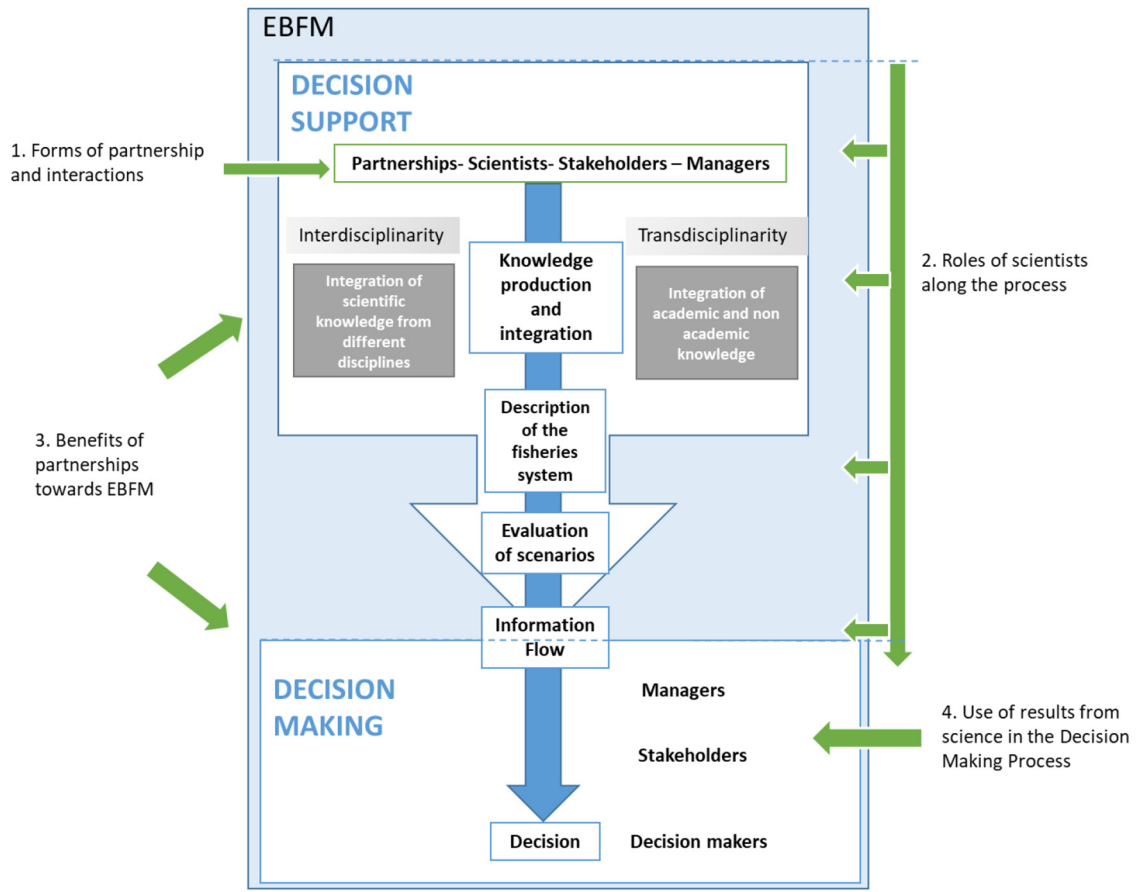 EBFM
DECISION
SUPPORT
1. Forms of partnership
and interactions
Partnerships- Scientists- Stakeholders – Managers
Interdisciplinarity
Transdisciplinarity
Integration of
scientific
knowledge from
different
disciplines
Knowledge
production
and
integration
Integration of
academic and non
academic
knowledge
2. Roles of scientists
along the process
3. Benefits of
partnerships
towards EBFM
Description
of the
fisheries
system
Evaluation
of scenarios
Information
Flow
DECISION
MAKING
Managers
Stakeholders
4. Use of results from
science in the Decision
Making Process
Decision
Decision makers